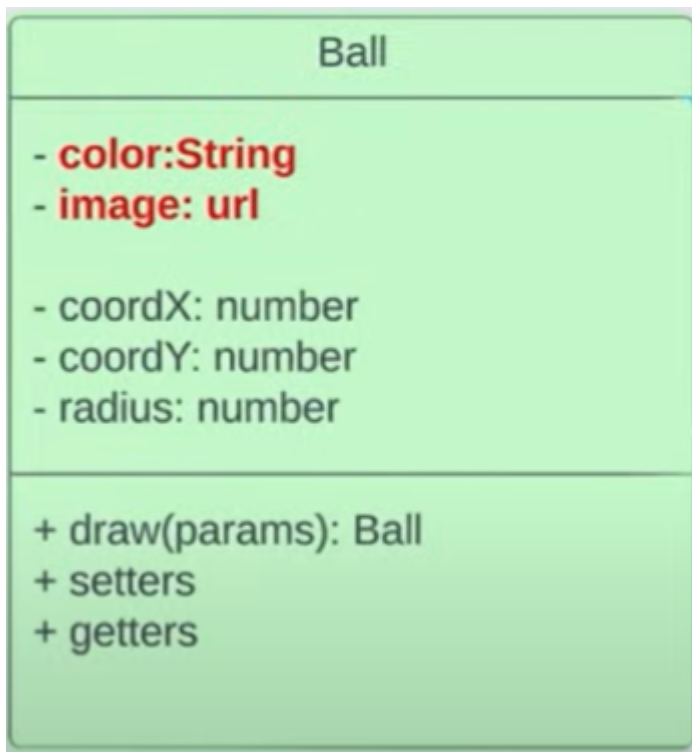 Ball
- color:String
- image: url
- coordX: number
- coordY: number
- radius: number
+ draw(params): Ball
+ setters
+ getters